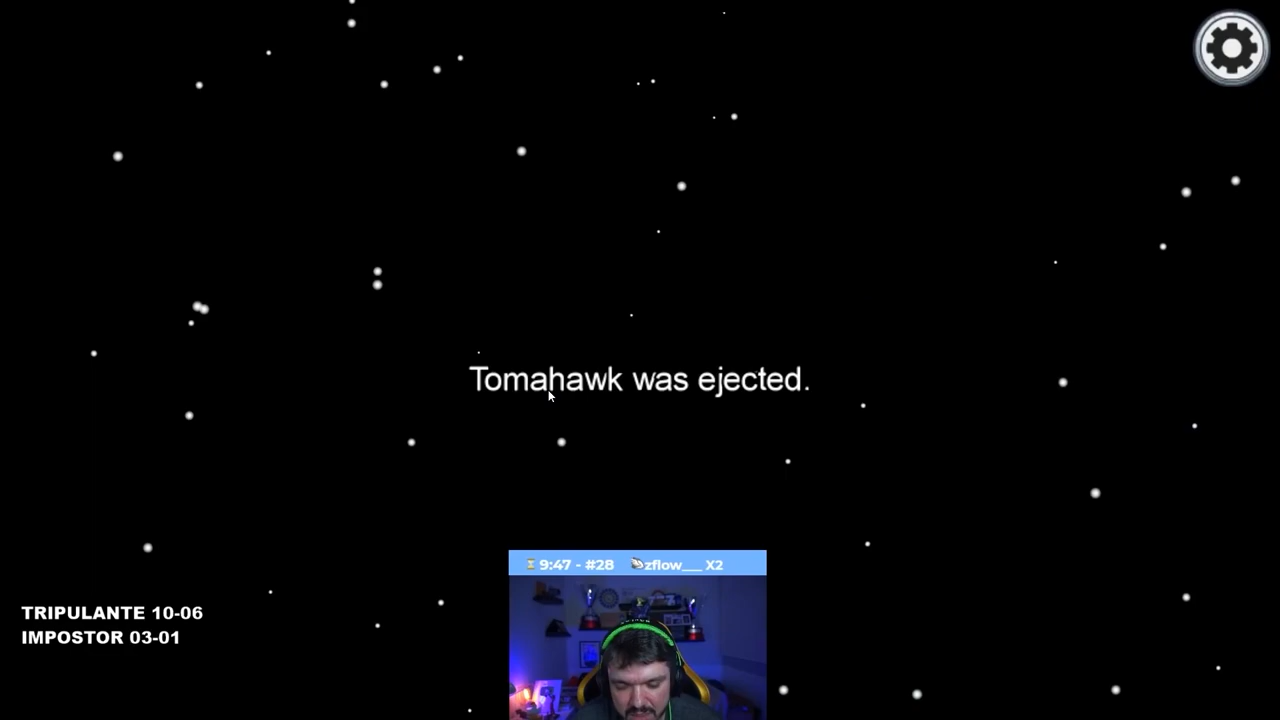 Tomahawk was ejected.
9:47 - #28 zflow___ X2
TRIPULANTE 10-06
IMPOSTOR 03-01